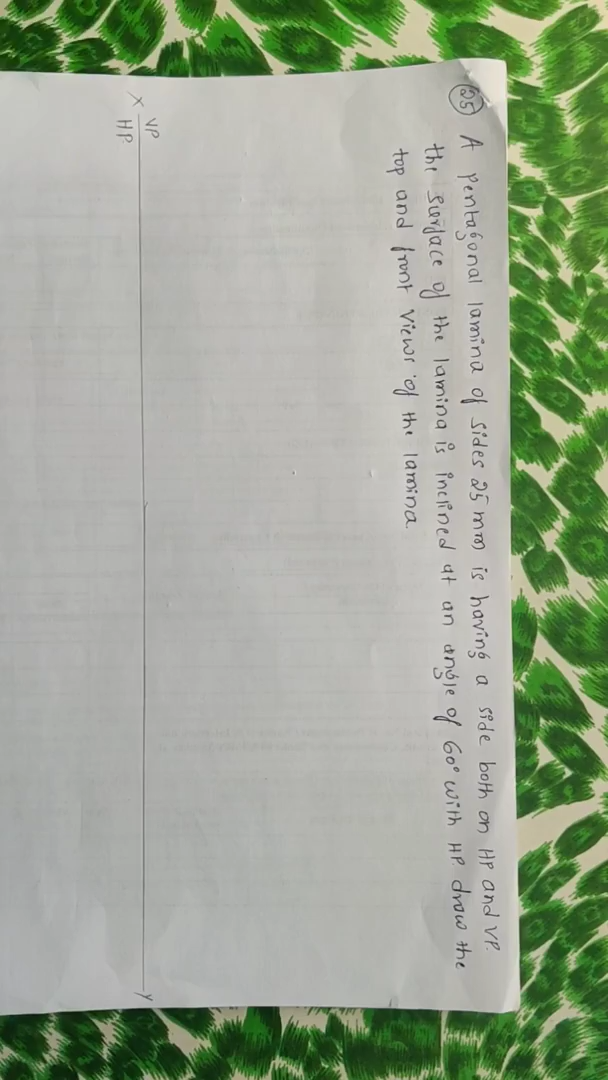 25 A pentagonal lamina of sides 25 mm is having a side both on HP and VP.
the surface of the lamina is inclined at an angle of 60° with HP. draw the
top and front views of the lamina.
X VP
HP Y